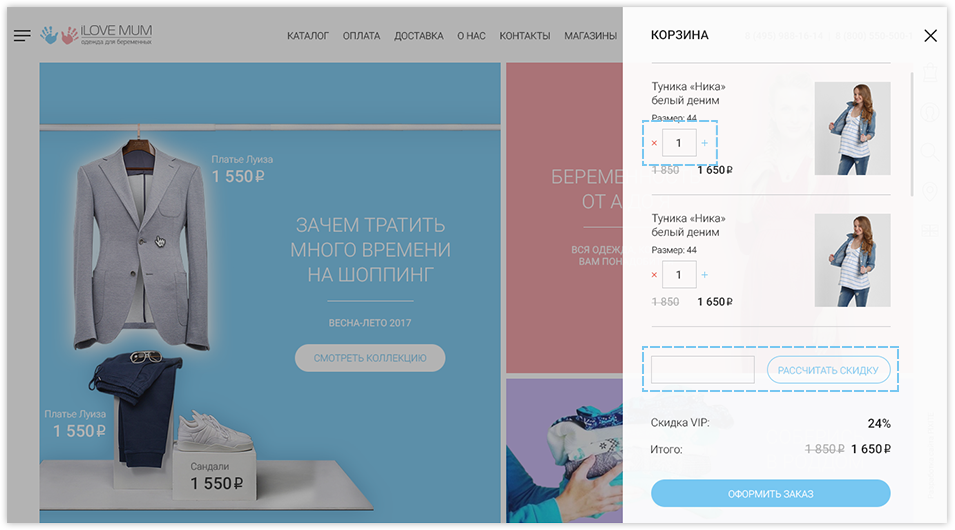 iLOVE MUM
одежда для беременных
КАТАЛОГ ОПЛАТА ДОСТАВКА О НАС КОНТАКТЫ МАГАЗИНЫ
Платье Луиза
1 550 ₽
ЗАЧЕМ ТРАТИТЬ
МНОГО ВРЕМЕНИ
НА ШОППИНГ
ВЕСНА-ЛЕТО 2017
СМОТРЕТЬ КОЛЛЕКЦИЮ
Платье Луиза
1 550 ₽
Сандали
1 550 ₽
БЕРЕМЕ
ОТ А
ВСЯ ОДЕЖ
ВАМ ПОН
КОРЗИНА
Туника «Ника»
белый деним
Размер: 44
× 1 +
1 850 1 650 ₽
Туника «Ника»
белый деним
Размер: 44
× 1 +
1 850 1 650 ₽
РАССЧИТАТЬ СКИДКУ
Скидка VIP: 24%
Итого: 1 850 ₽ 1 650 ₽
ОФОРМИТЬ ЗАКАЗ